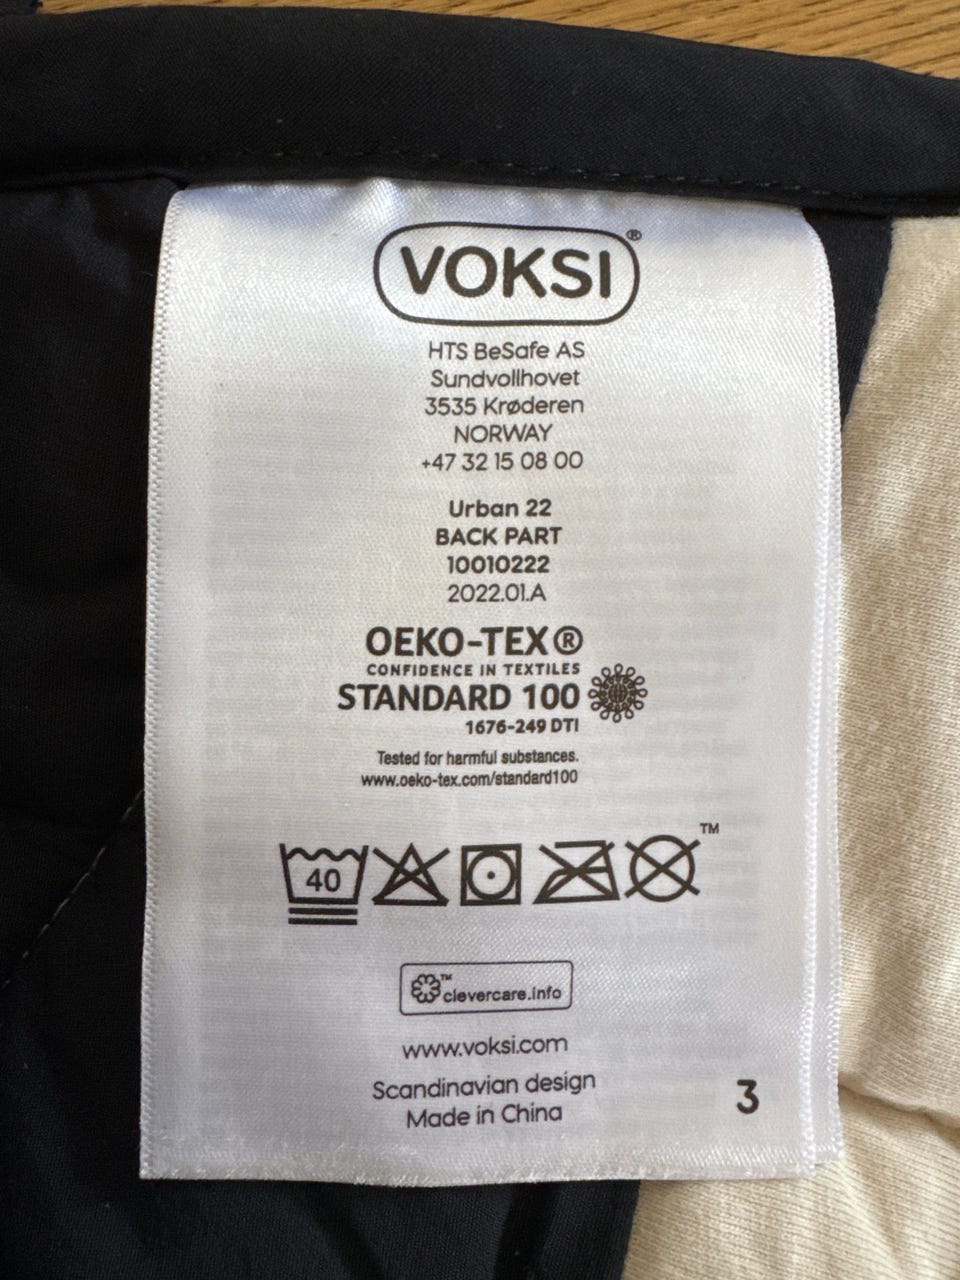 VOKSI®
HTS BeSafe AS
Sundvollhovet
3535 Krøderen
NORWAY
+47 32 15 08 00
Urban 22
BACK PART
10010222
2022.01.A
OEKO-TEX®
CONFIDENCE IN TEXTILES
STANDARD 100
1676-249 DTI
Tested for harmful substances.
www.oeko-tex.com/standard100
40 ™
™ clevercare.info
www.voksi.com
Scandinavian design
Made in China
3